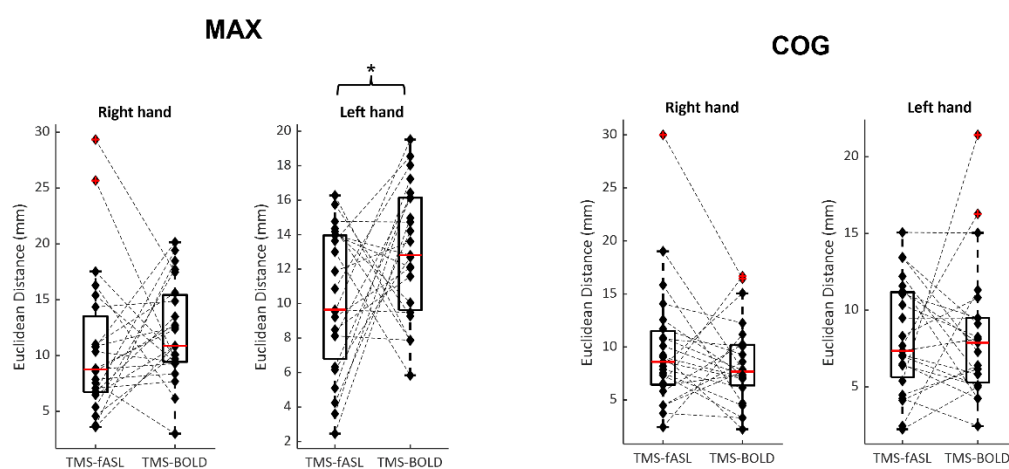 MAX
COG
*
Right hand
Left hand
Right hand
Left hand
Euclidean Distance (mm)
30
25
20
15
10
5
TMS-fASL TMS-BOLD
Euclidean Distance (mm)
20
18
16
14
12
10
8
6
4
2
TMS-fASL TMS-BOLD
Euclidean Distance (mm)
30
25
20
15
10
5
TMS-fASL TMS-BOLD
Euclidean Distance (mm)
20
15
10
5
TMS-fASL TMS-BOLD